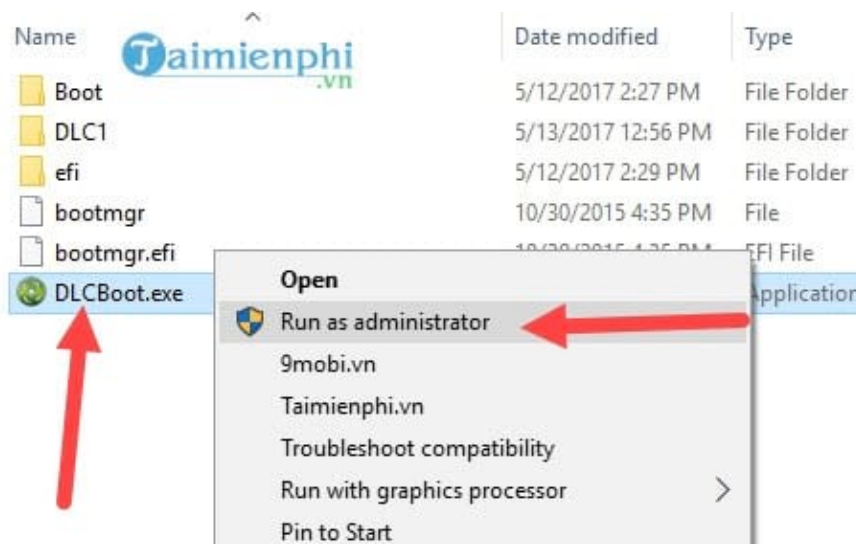 Name Date modified Type
Taimienphi
.vn
Boot 5/12/2017 2:27 PM File Folder
DLC1 5/13/2017 12:56 PM File Folder
efi 5/12/2017 2:29 PM File Folder
bootmgr 10/30/2015 4:35 PM File
bootmgr.efi EFI File
DLCBoot.exe Application
Open
Run as administrator
9mobi.vn
Taimienphi.vn
Troubleshoot compatibility
Run with graphics processor
Pin to Start